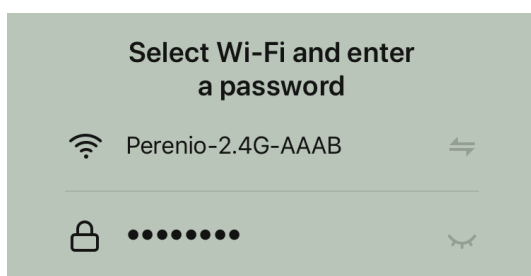 Select Wi-Fi and enter
a password
Perenio-2.4G-AAAB
••••••••